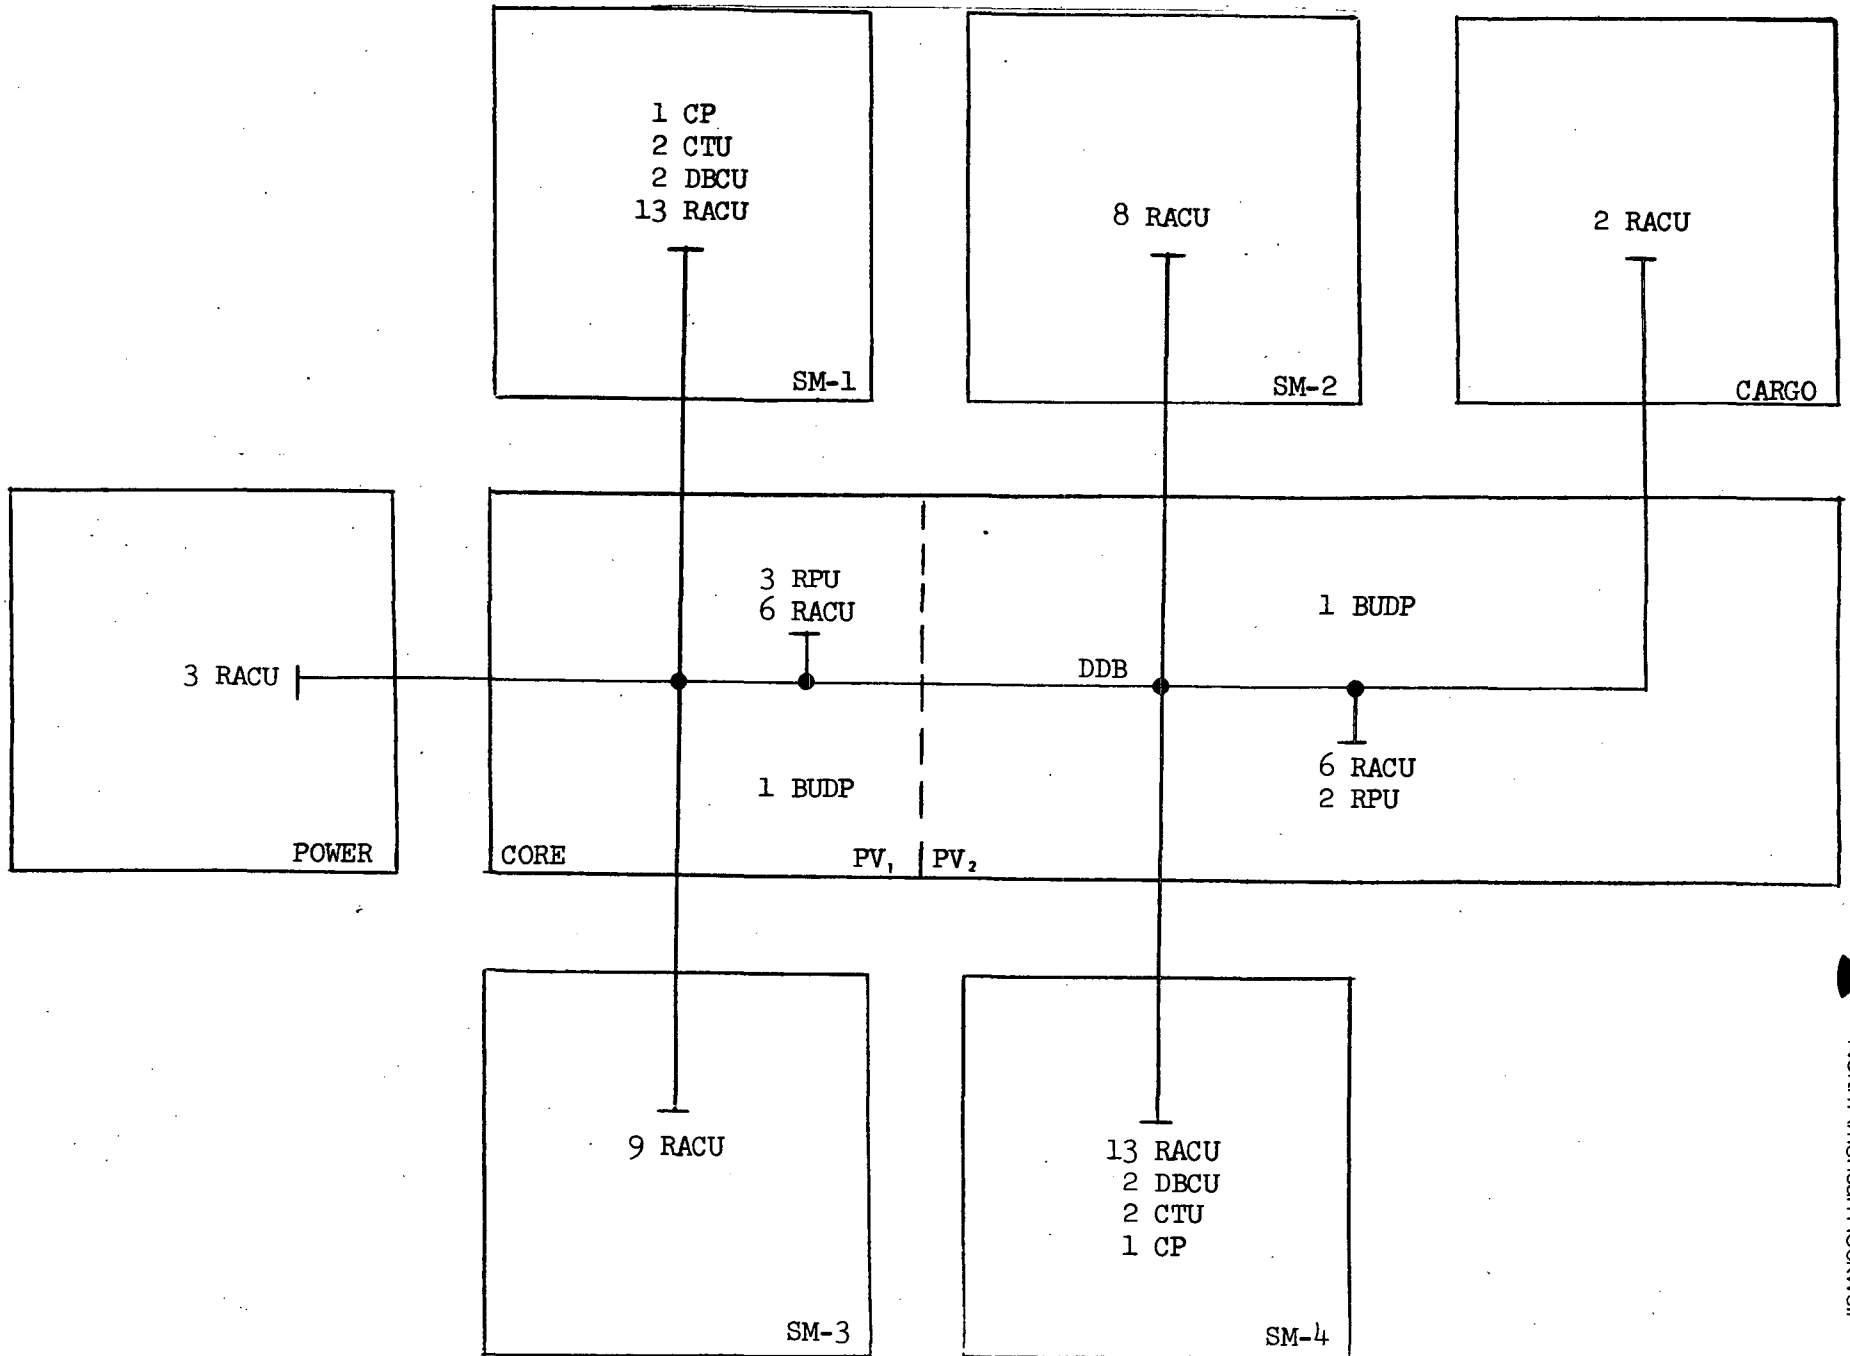 1 CP
2 CTU
2 DBCU
13 RACU
SM-1
8 RACU
SM-2
2 RACU
CARGO
3 RACU
POWER
3 RPU
6 RACU
1 BUDP
CORE
PV₁
PV₂
DDB
1 BUDP
6 RACU
2 RPU
9 RACU
SM-3
13 RACU
2 DBCU
2 CTU
1 CP
SM-4